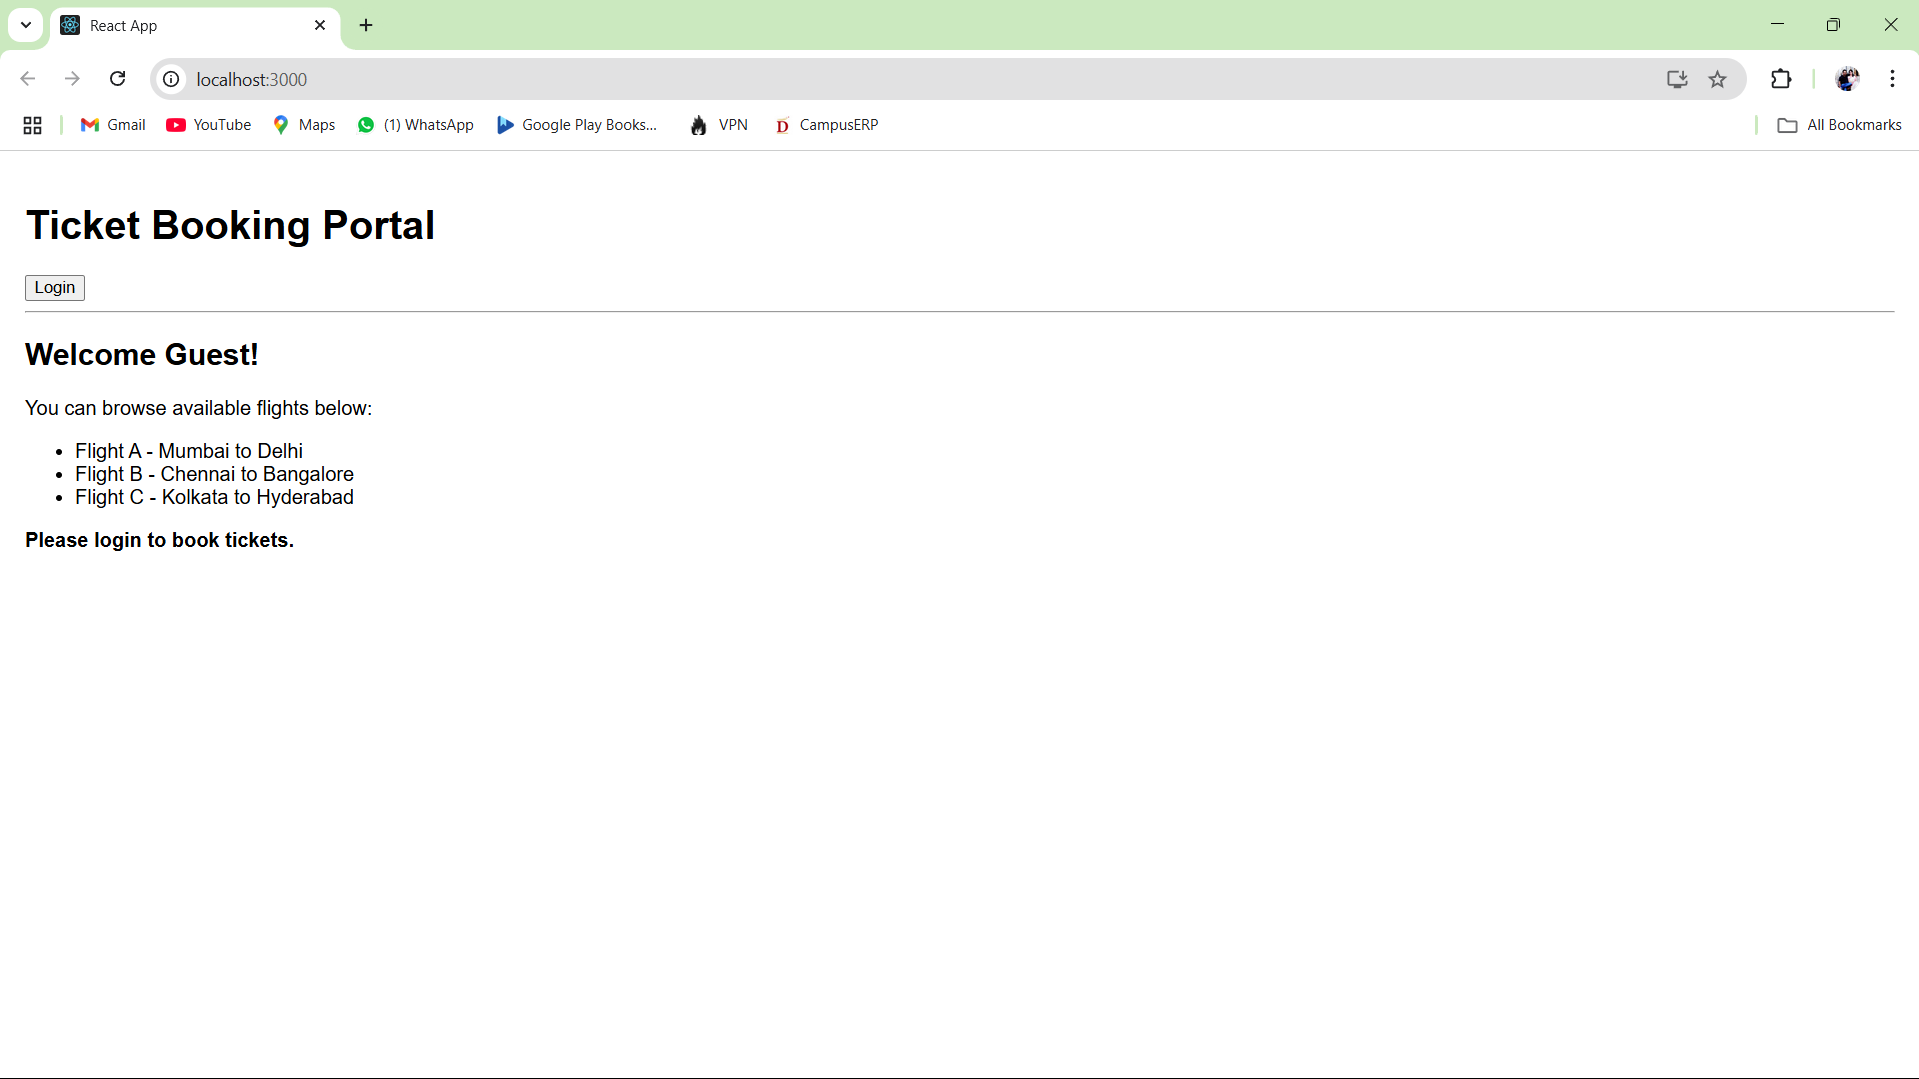 React App
localhost:3000
Gmail YouTube Maps (1) WhatsApp Google Play Books... VPN CampusERP All Bookmarks
Ticket Booking Portal
Login
Welcome Guest!
You can browse available flights below:
• Flight A - Mumbai to Delhi
• Flight B - Chennai to Bangalore
• Flight C - Kolkata to Hyderabad
Please login to book tickets.